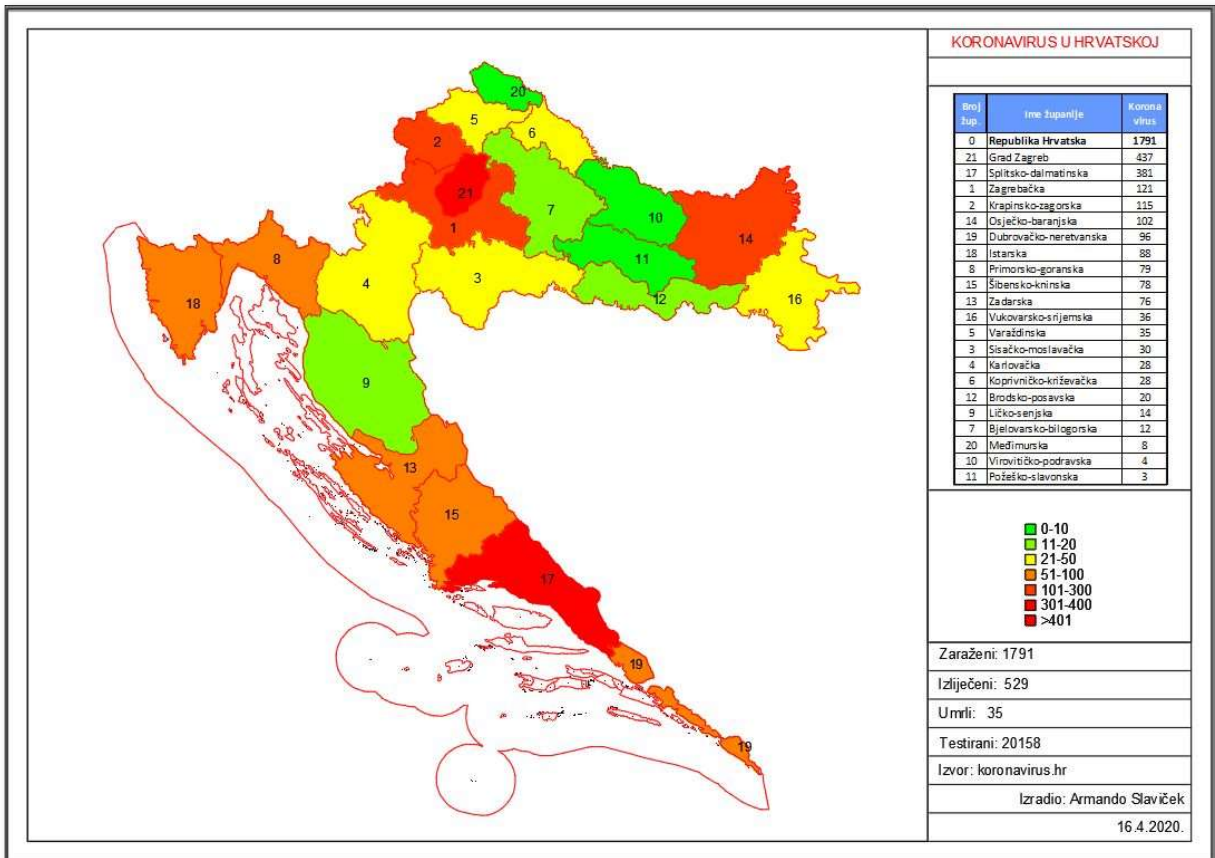 KORONAVIRUS U HRVATSKOJ
Broj žup. Ime županije Korona virus
0 Republika Hrvatska 1791
21 Grad Zagreb 437
17 Splitsko-dalmatinska 381
1 Zagrebačka 121
2 Krapinsko-zagorska 115
14 Osječko-baranjska 102
19 Dubrovačko-neretvanska 96
18 Istarska 88
8 Primorsko-goranska 79
15 Šibensko-kninska 78
13 Zadarska 76
16 Vukovarsko-srijemska 36
5 Varaždinska 35
3 Sisačko-moslavačka 30
4 Karlovačka 28
6 Koprivničko-križevačka 28
12 Brodsko-posavska 20
9 Ličko-senjska 14
7 Bjelovarsko-bilogorska 12
20 Međimurska 8
10 Virovitičko-podravska 4
11 Požeško-slavonska 3
0-10
11-20
21-50
51-100
101-300
301-400
>401
Zaraženi: 1791
Izliječeni: 529
Umrli: 35
Testirani: 20158
Izvor: koronavirus.hr
Izradio: Armando Slaviček
16.4.2020.
20
5
6
2
21
7
10
1
14
11
8
3
4
12
16
18
9
13
15
17
19
19